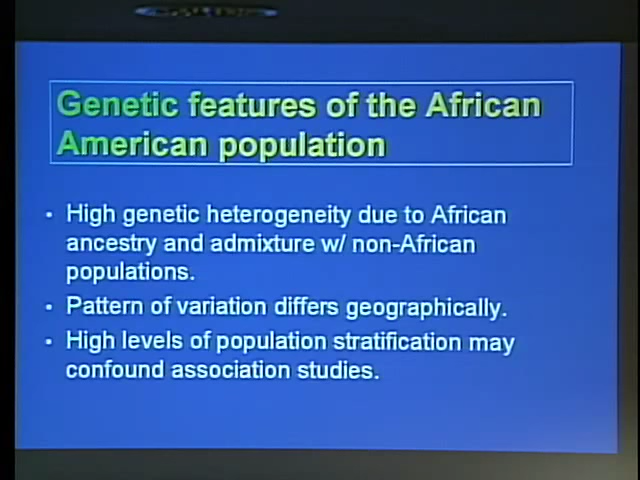 Genetic features of the African
American population
• High genetic heterogeneity due to African
ancestry and admixture w/ non-African
populations.
• Pattern of variation differs geographically.
• High levels of population stratification may
confound association studies.